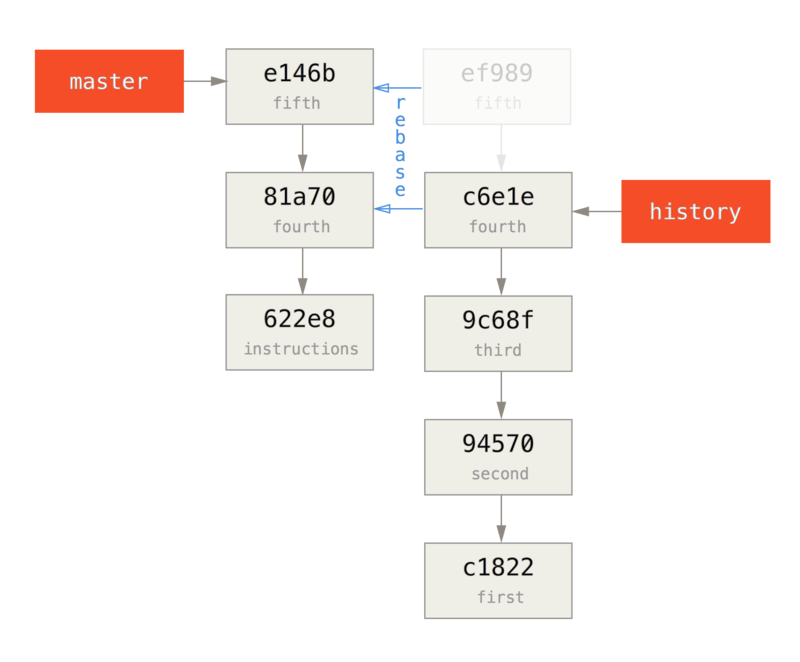 master
e146b
fifth
ef989
fifth
rebase
81a70
fourth
c6e1e
fourth
history
622e8
instructions
9c68f
third
94570
second
c1822
first